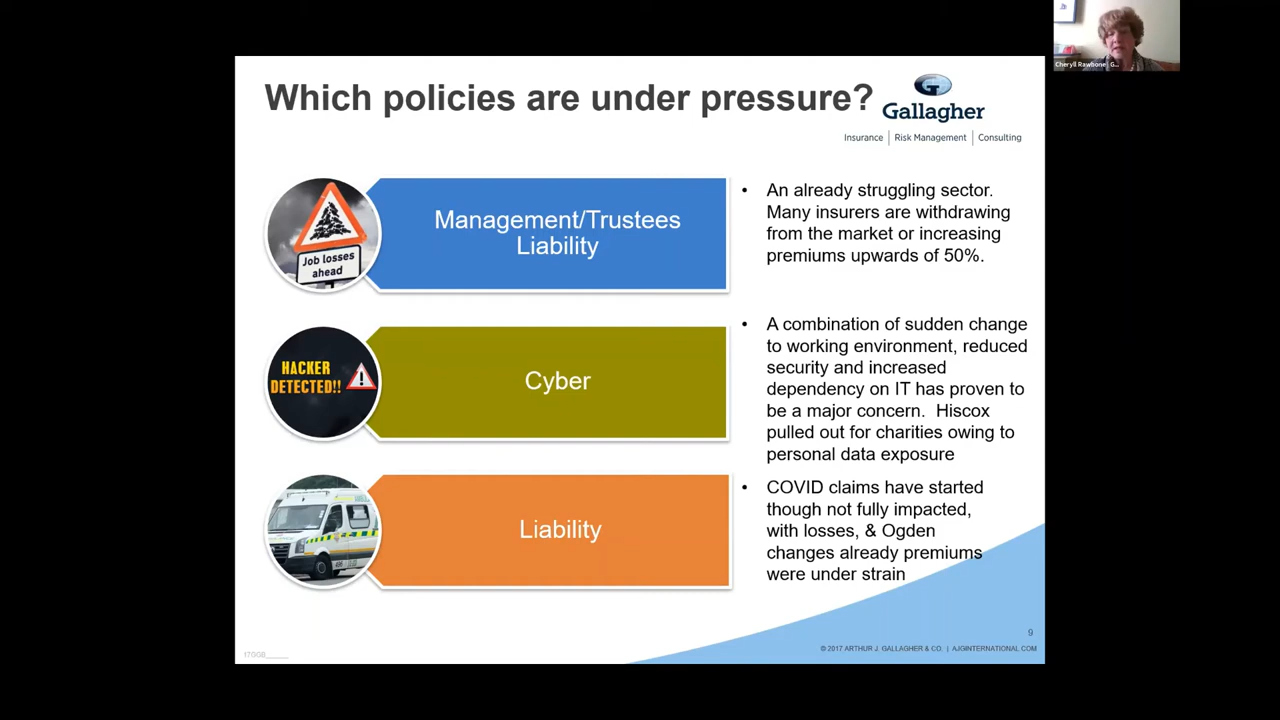 Cheryll Rawbone G...
Which policies are under pressure?
Gallagher
Insurance | Risk Management | Consulting
Job losses
ahead
Management/Trustees
Liability
• An already struggling sector.
Many insurers are withdrawing
from the market or increasing
premiums upwards of 50%.
HACKER
DETECTED!!
!
Cyber
• A combination of sudden change
to working environment, reduced
security and increased
dependency on IT has proven to
be a major concern. Hiscox
pulled out for charities owing to
personal data exposure
Liability
• COVID claims have started
though not fully impacted,
with losses, & Ogden
changes already premiums
were under strain
9
17GGB______
© 2017 ARTHUR J. GALLAGHER & CO. | AJGINTERNATIONAL.COM